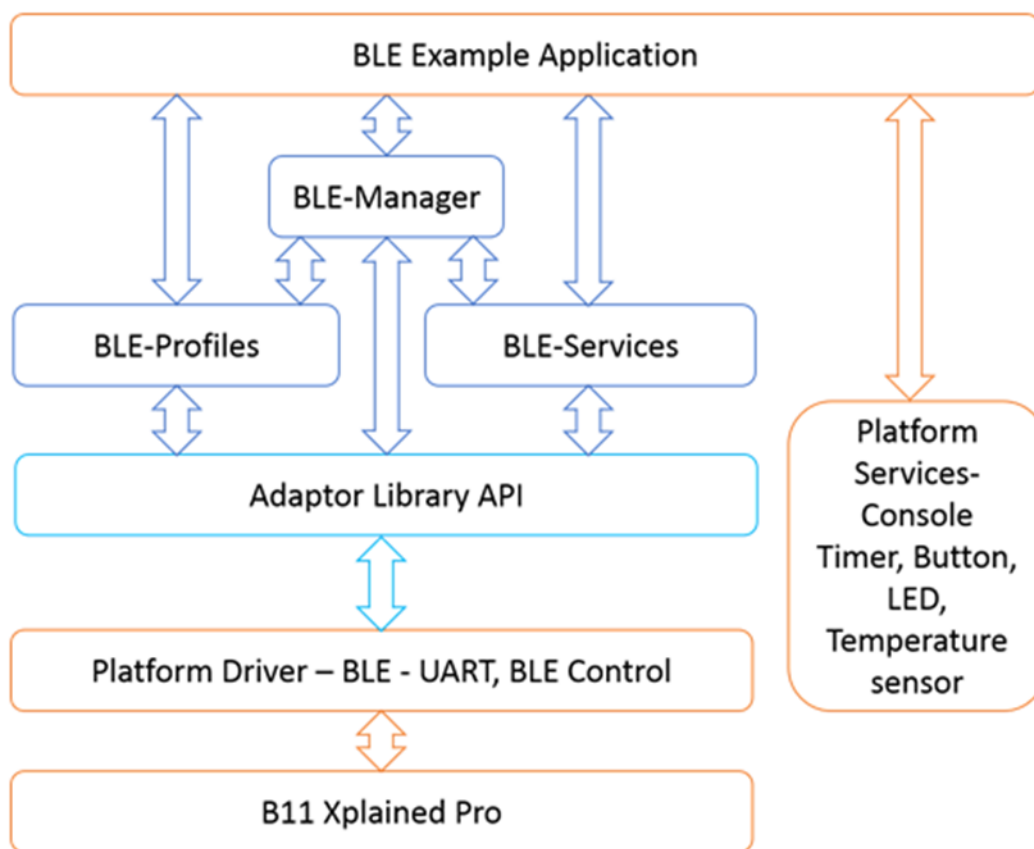 BLE Example Application
BLE-Manager
BLE-Profiles
BLE-Services
Adaptor Library API
Platform
Services-
Console
Timer, Button,
LED,
Temperature
sensor
Platform Driver – BLE - UART, BLE Control
B11 Xplained Pro